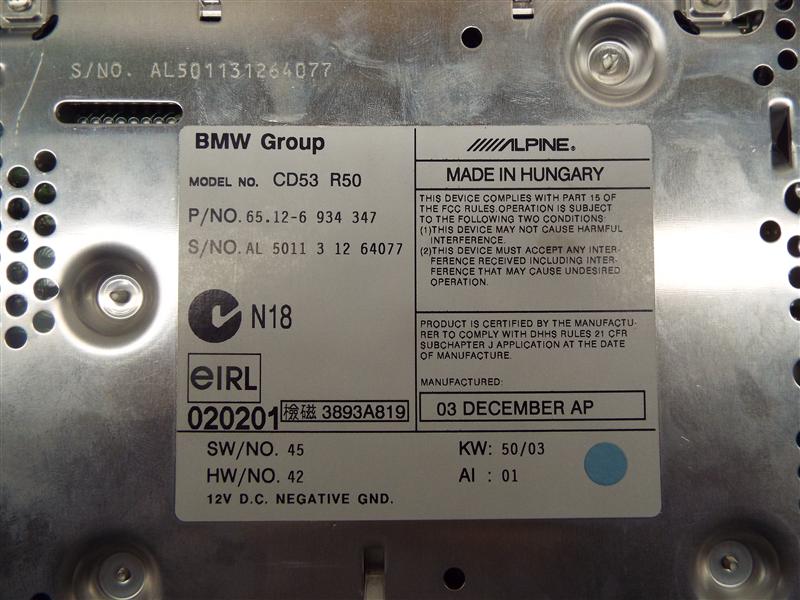 S/NO. AL501131264077
BMW Group
MODEL NO. CD53 R50
P/NO. 65.12-6 934 347
S/NO. AL 5011 3 12 64077
N18
eIRL
020201
検磁 3893A819
ALPINE®
MADE IN HUNGARY
THIS DEVICE COMPLIES WITH PART 15 OF
THE FCC RULES. OPERATION IS SUBJECT
TO THE FOLLOWING TWO CONDITIONS:
(1)THIS DEVICE MAY NOT CAUSE HARMFUL
INTERFERENCE.
(2)THIS DEVICE MUST ACCEPT ANY INTER-
FERENCE RECEIVED INCLUDING INTER-
FERENCE THAT MAY CAUSE UNDESIRED
OPERATION.
PRODUCT IS CERTIFIED BY THE MANUFACTU-
RER TO COMPLY WITH DHHS RULES 21 CFR
SUBCHAPTER J APPLICATION AT THE DATE
OF MANUFACTURE.
MANUFACTURED:
03 DECEMBER AP
SW/NO. 45
HW/NO. 42
12V D.C. NEGATIVE GND.
KW: 50/03
AI : 01